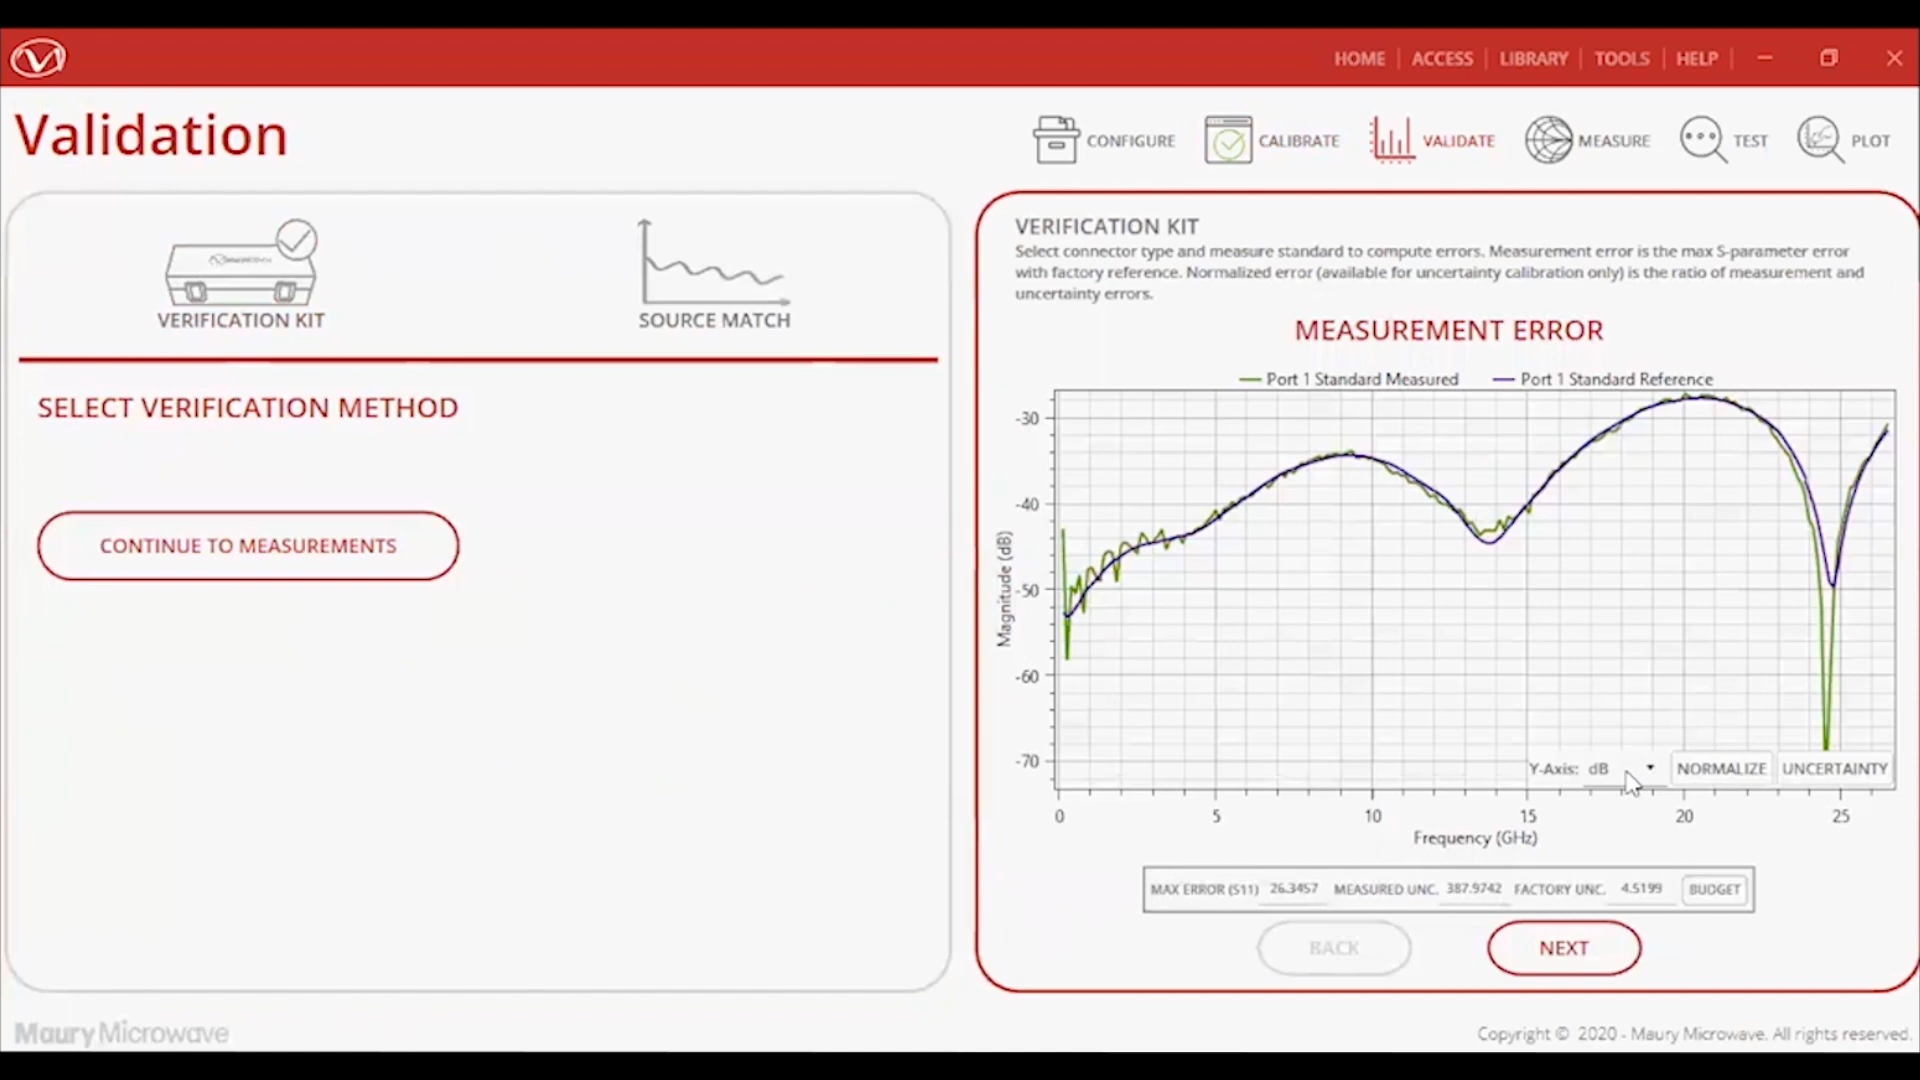 HOME
ACCESS
LIBRARY
TOOLS
HELP
Validation
CONFIGURE
CALIBRATE
VALIDATE
MEASURE
TEST
PLOT
VERIFICATION KIT
SOURCE MATCH
SELECT VERIFICATION METHOD
CONTINUE TO MEASUREMENTS
VERIFICATION KIT
Select connector type and measure standard to compute errors. Measurement error is the max S-parameter error
with factory reference. Normalized error (available for uncertainty calibration only) is the ratio of measurement and
uncertainty errors.
MEASUREMENT ERROR
Port 1 Standard Measured
Port 1 Standard Reference
-30
-40
-50
-60
-70
Magnitude (dB)
Y-Axis: dB
NORMALIZE
UNCERTAINTY
0
5
10
15
20
25
Frequency (GHz)
MAX ERROR (S11) 26.3457 MEASURED UNC. 387.9742 FACTORY UNC. 4.5199 BUDGET
BACK
NEXT
Maury Microwave
Copyright © 2020 - Maury Microwave. All rights reserved.